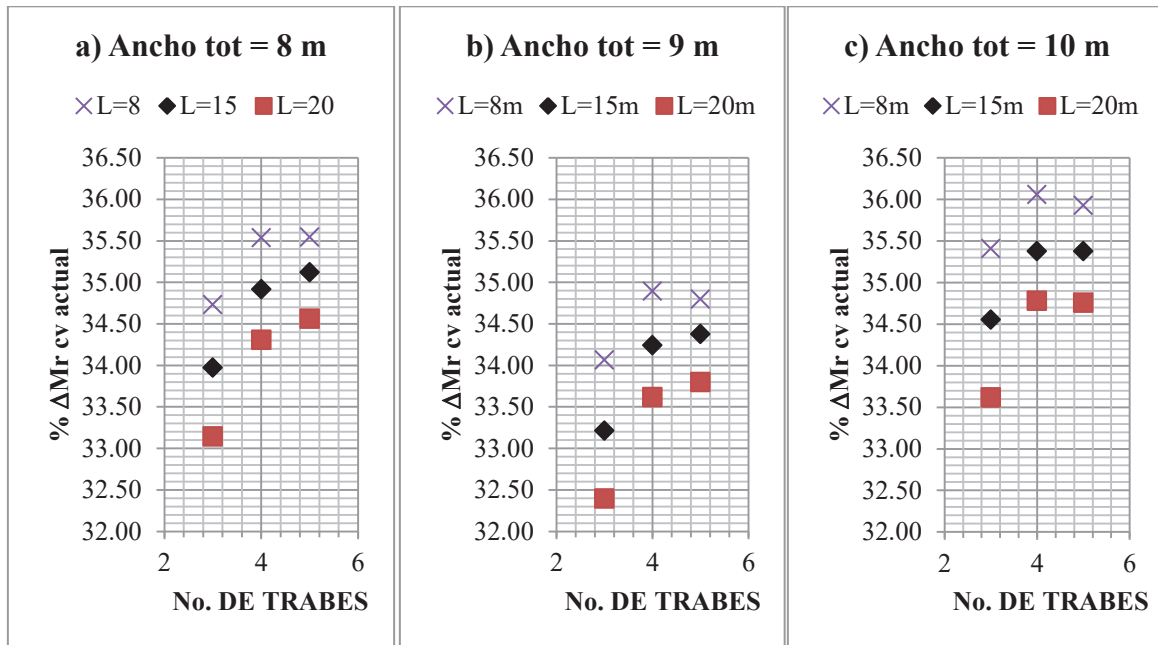 a) Ancho tot = 8 m
L=8 L=15 L=20
36.50
36.00
35.50
35.00
34.50
34.00
33.50
33.00
32.50
32.00
% ΔMr cv actual
2 4 6
No. DE TRABES
b) Ancho tot = 9 m
L=8m L=15m L=20m
36.50
36.00
35.50
35.00
34.50
34.00
33.50
33.00
32.50
32.00
% ΔMr cv actual
2 4 6
No. DE TRABES
c) Ancho tot = 10 m
L=8m L=15m L=20m
36.50
36.00
35.50
35.00
34.50
34.00
33.50
33.00
32.50
32.00
% ΔMr cv actual
2 4 6
No. DE TRABES